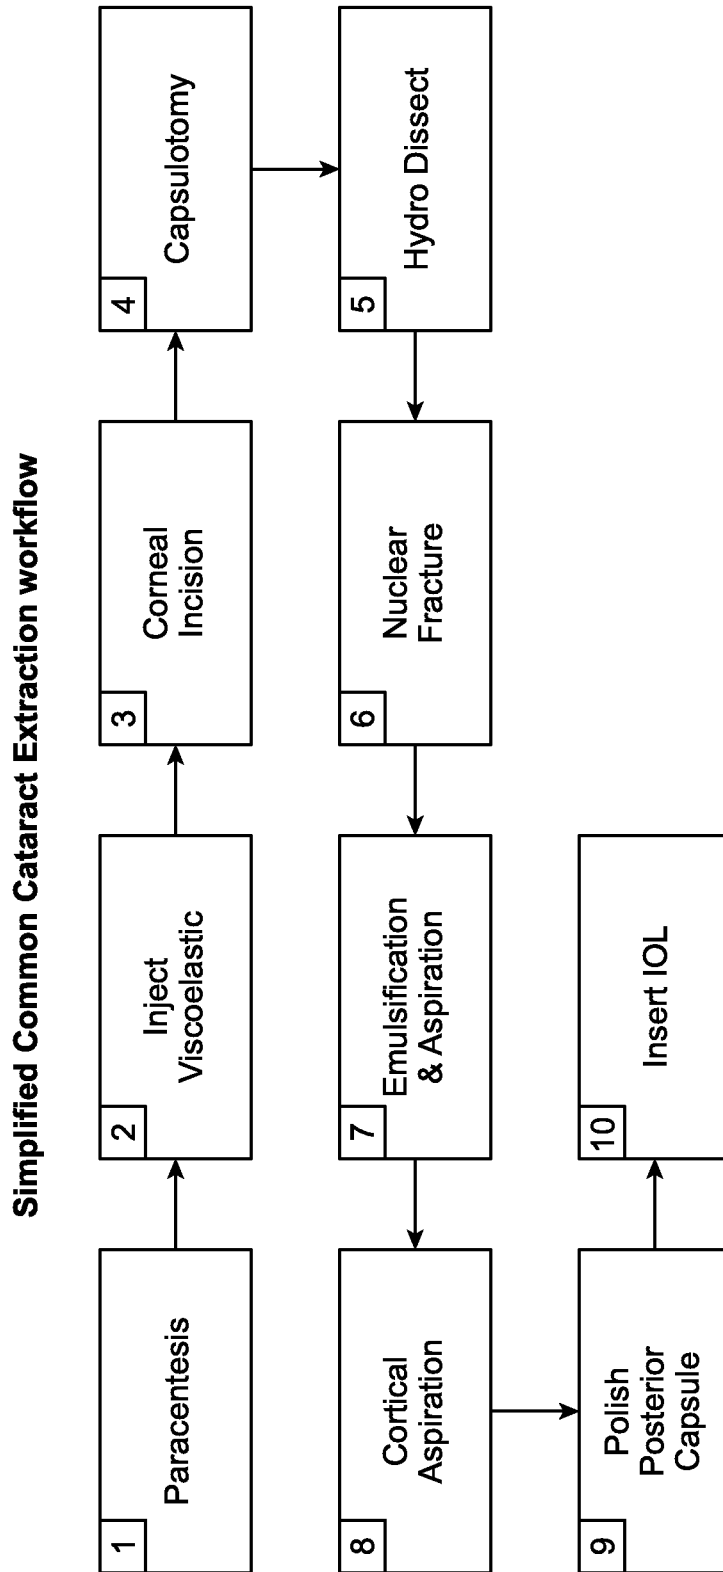 Simplified Common Cataract Extraction workflow
1
Paracentesis
2
Inject
Viscoelastic
3
Corneal
Incision
4
Capsulotomy
5
Hydro Dissect
6
Nuclear
Fracture
7
Emulsification
& Aspiration
8
Cortical
Aspiration
9
Polish
Posterior
Capsule
10
Insert IOL